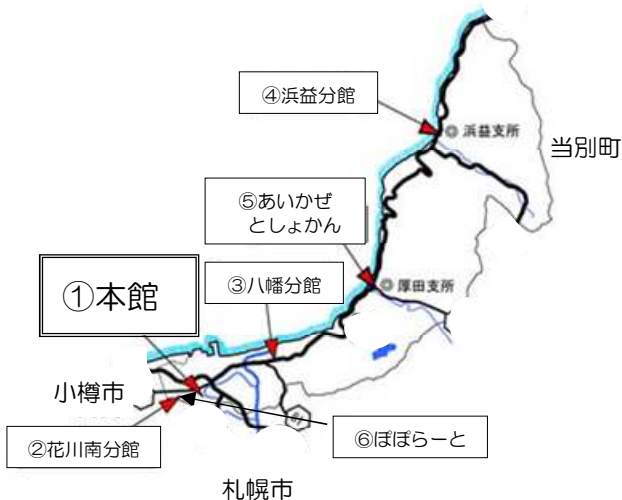 ④浜益分館
◎ 浜益支所
当別町
⑤あいかぜ
としょかん
◎ 厚田支所
③八幡分館
①本館
小樽市
②花川南分館
⑥ぽぽらーと
札幌市